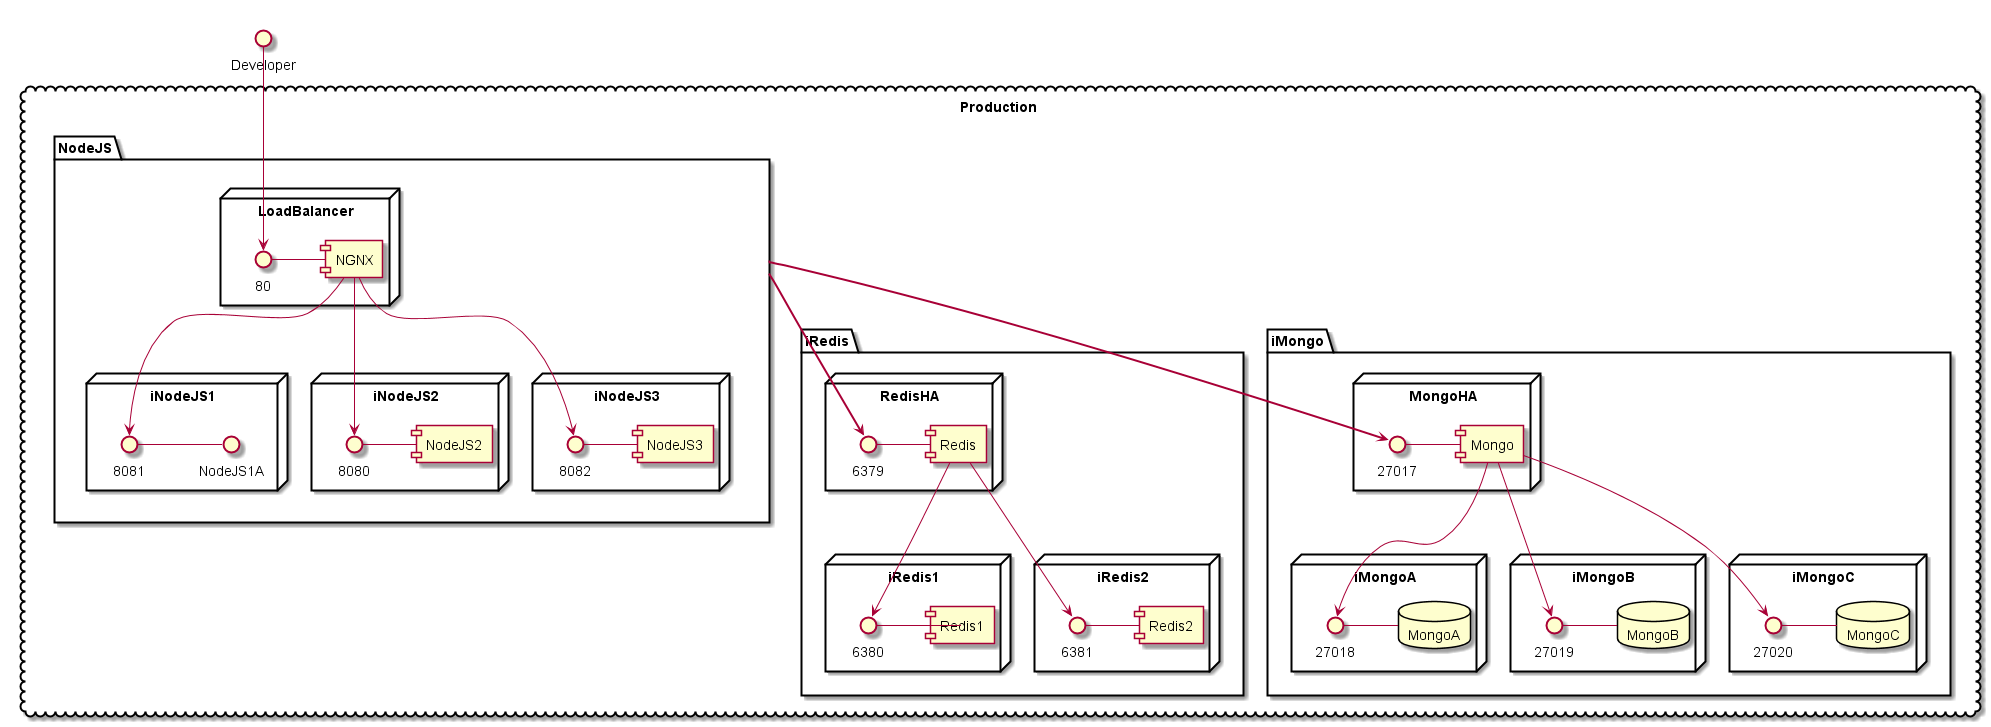 Developer
Production
NodeJS
LoadBalancer
NGNX
80
iRedis
iMongo
iNodeJS1
iNodeJS2
iNodeJS3
RedisHA
MongoHA
NodeJS2
NodeJS3
Redis
Mongo
8081
NodeJS1A
8080
8082
6379
27017
iRedis1
iRedis2
iMongoA
iMongoB
iMongoC
Redis1
Redis2
MongoA
MongoB
MongoC
6380
6381
27018
27019
27020